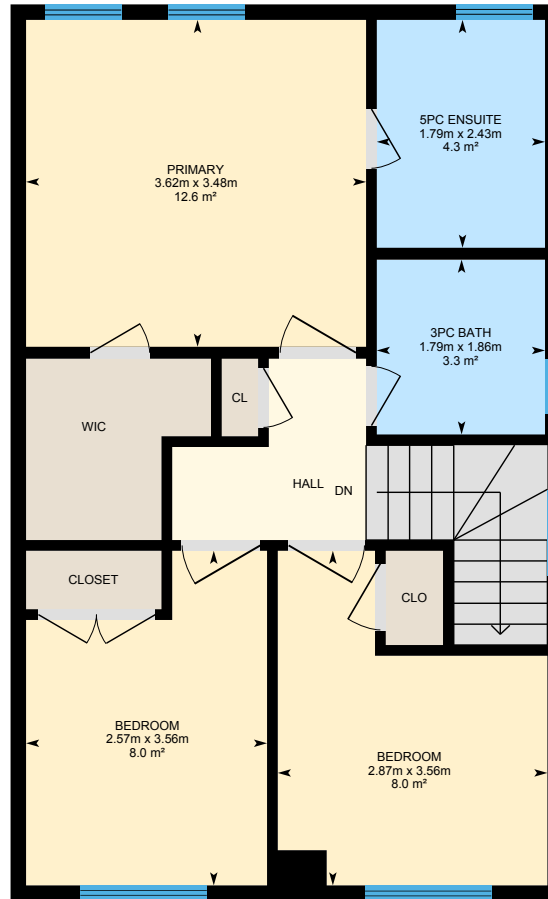 5PC ENSUITE
1.79m x 2.43m
4.3 m²
PRIMARY
3.62m x 3.48m
12.6 m²
3PC BATH
1.79m x 1.86m
3.3 m²
CL
WIC
HALL
DN
CLOSET
CLO
BEDROOM
2.57m x 3.56m
8.0 m²
BEDROOM
2.87m x 3.56m
8.0 m²